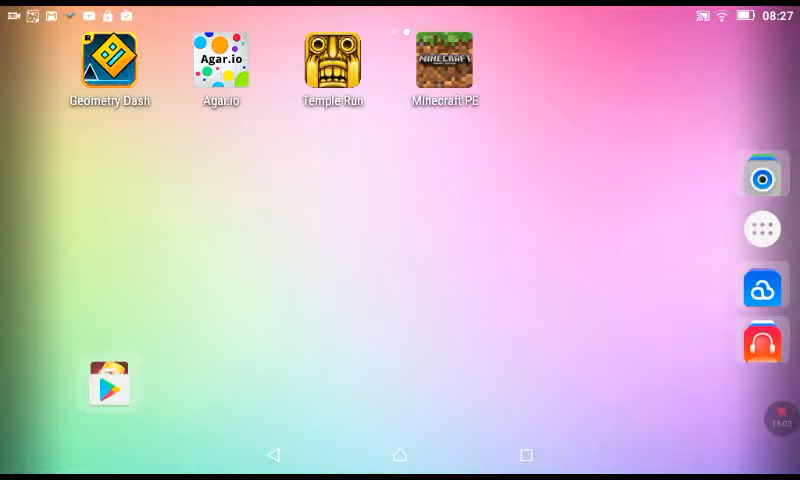 08:27
R
Agar.io
MINECRAFT
Geometry Dash
Agar.io
Temple Run
Minecraft PE
15:03